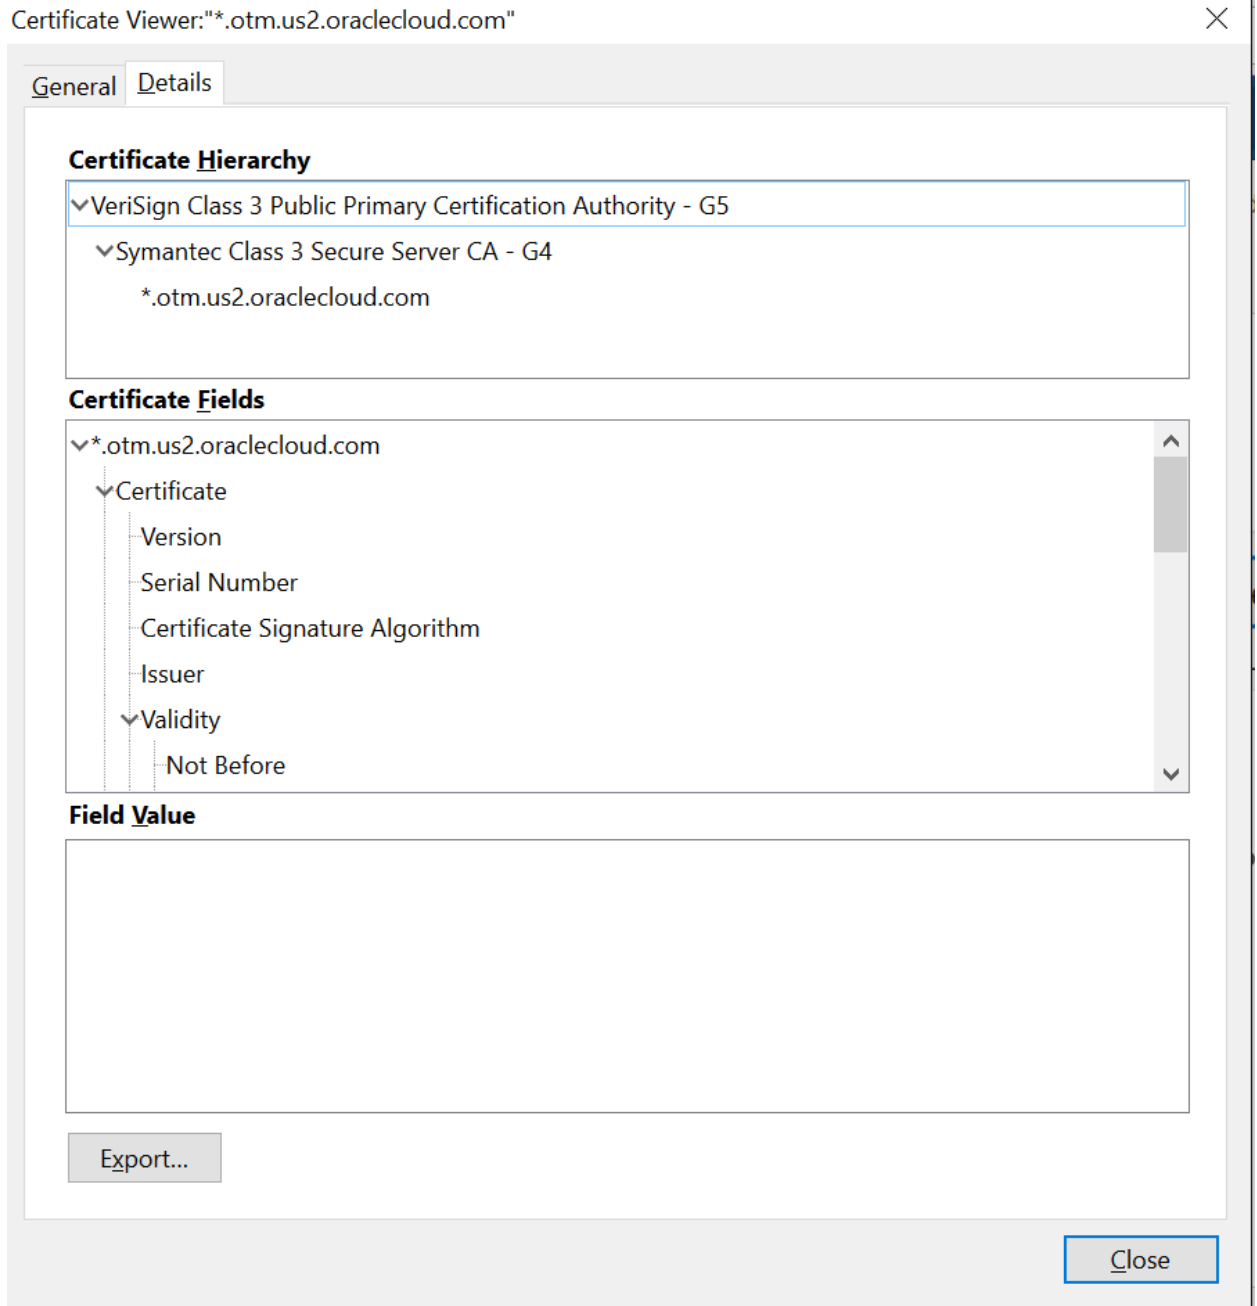 Certificate Viewer:"*.otm.us2.oraclecloud.com"
General Details
Certificate Hierarchy
VeriSign Class 3 Public Primary Certification Authority - G5
Symantec Class 3 Secure Server CA - G4
*.otm.us2.oraclecloud.com
Certificate Fields
*.otm.us2.oraclecloud.com
Certificate
Version
Serial Number
Certificate Signature Algorithm
Issuer
Validity
Not Before
Field Value
Export...
Close